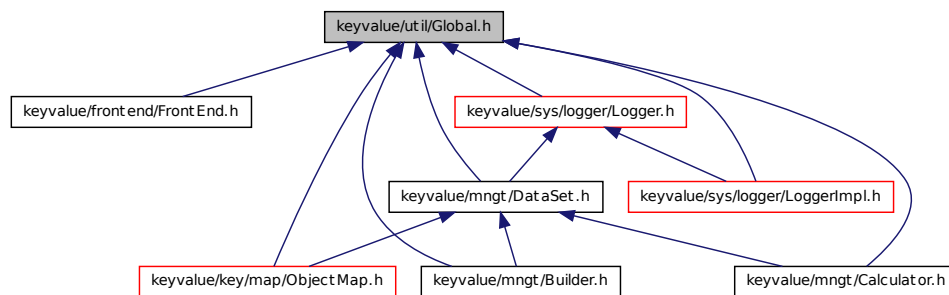 keyvalue/util/Global.h
keyvalue/frontend/FrontEnd.h
keyvalue/sys/logger/Logger.h
keyvalue/mngt/DataSet.h
keyvalue/sys/logger/LoggerImpl.h
keyvalue/key/map/ObjectMap.h
keyvalue/mngt/Builder.h
keyvalue/mngt/Calculator.h